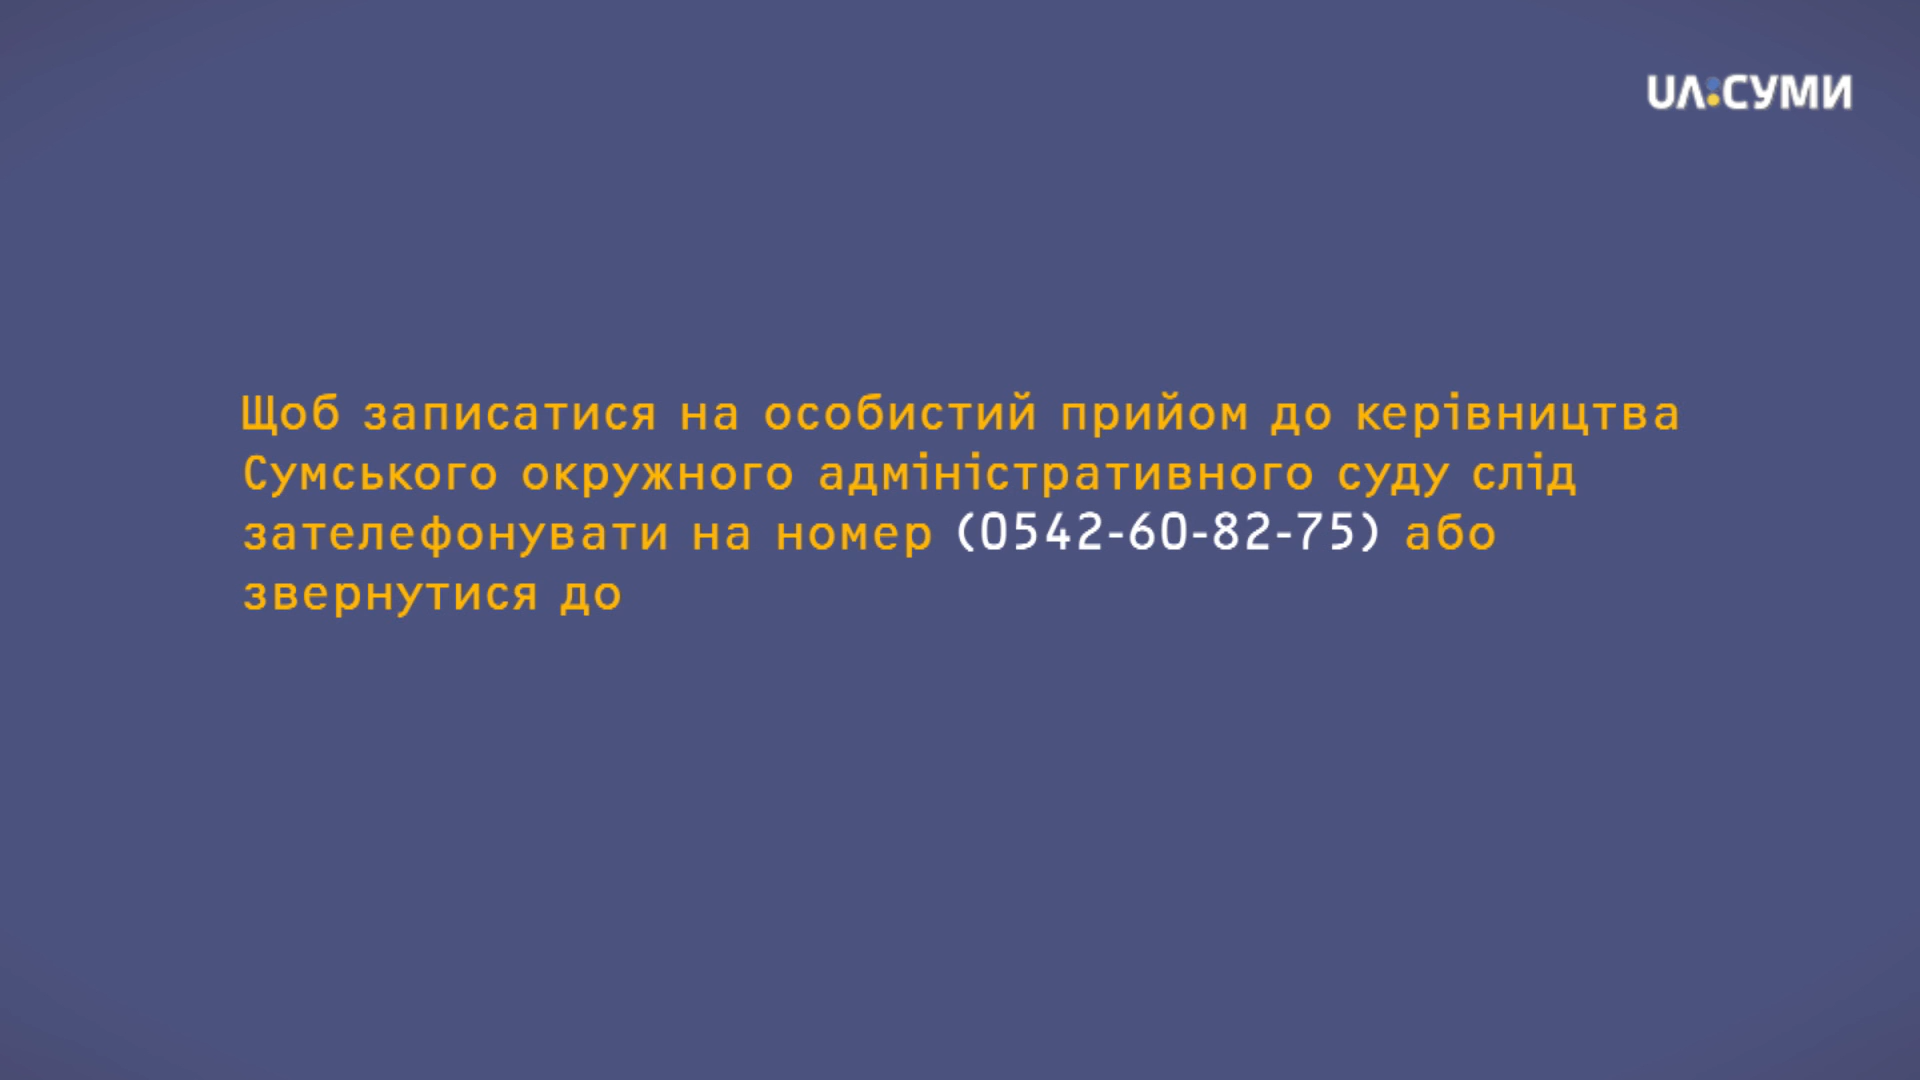 UA:СУМИ
Щоб записатися на особистий прийом до керівництва
Сумського окружного адміністративного суду слід
зателефонувати на номер (0542-60-82-75) або
звернутися до